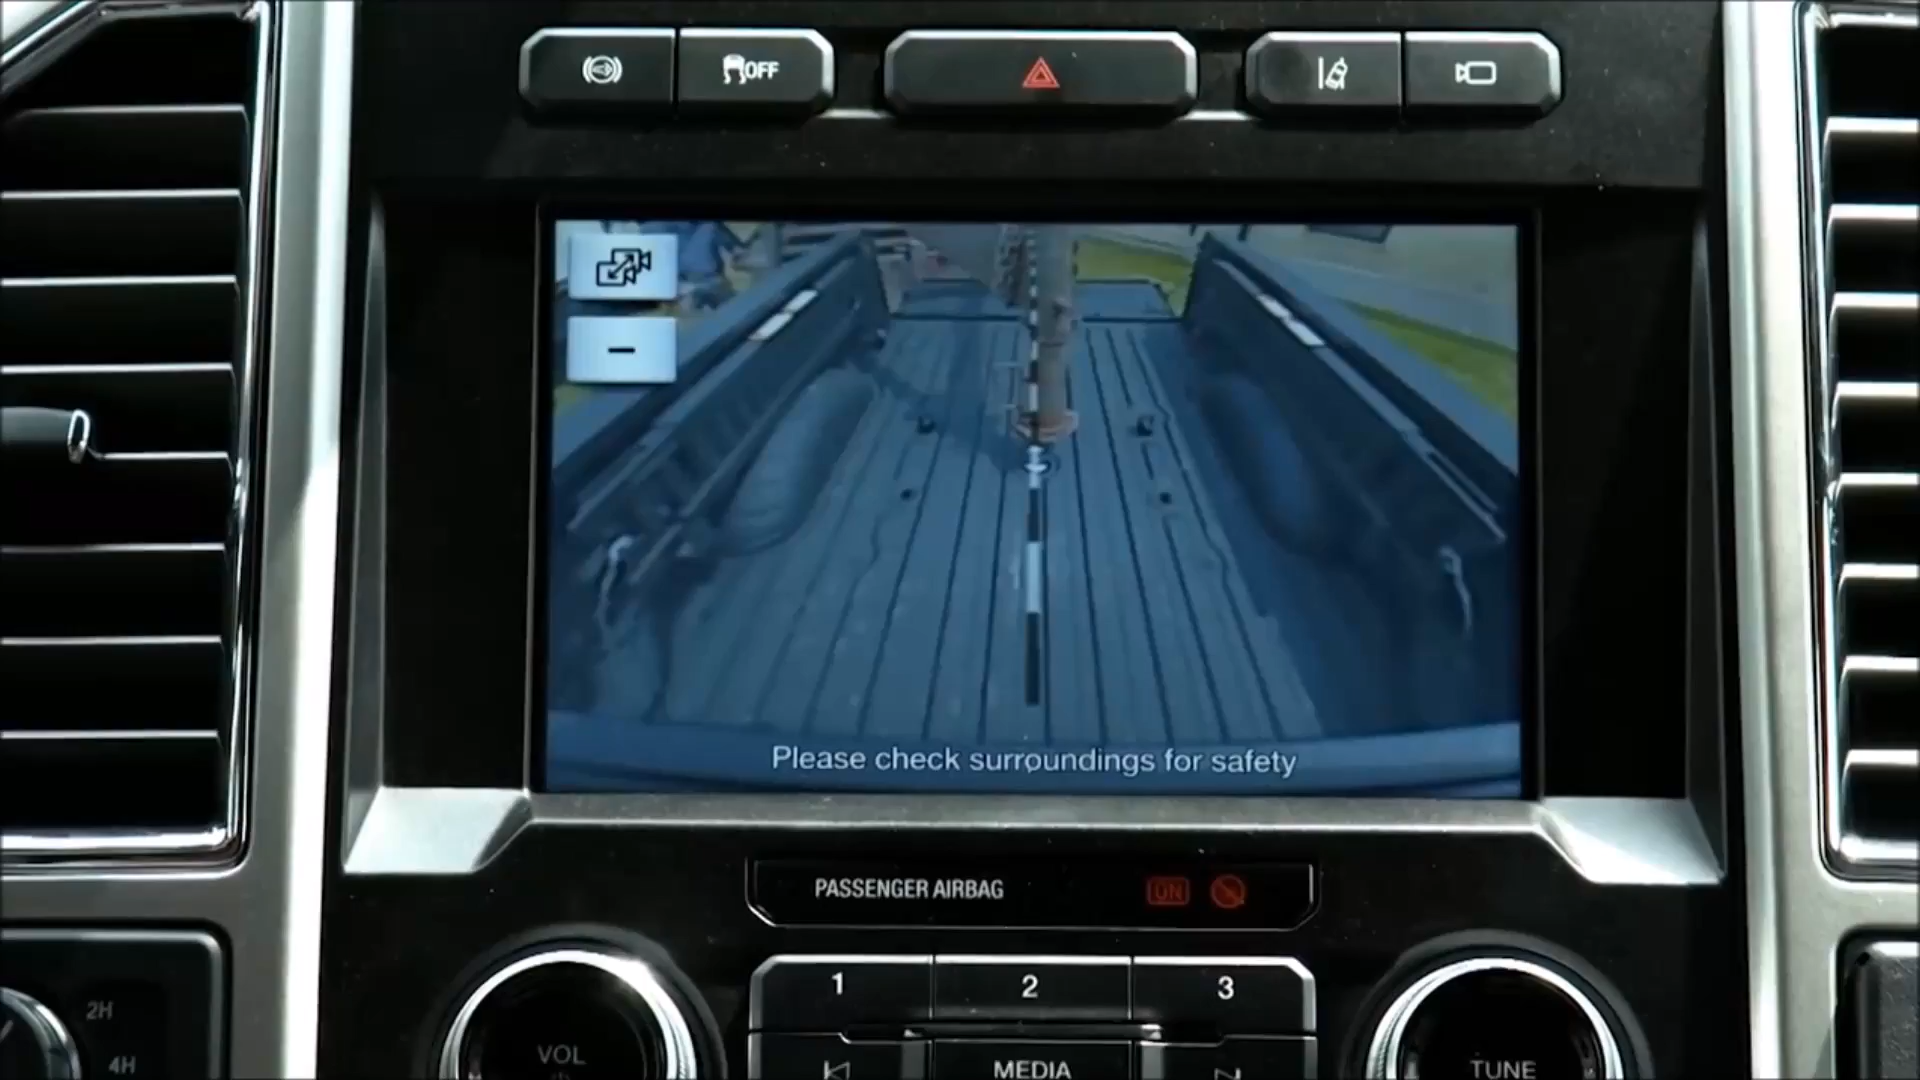 OFF
Please check surroundings for safety
PASSENGER AIRBAG ON
1 2 3
2H
4H
VOL
MEDIA
TUNE